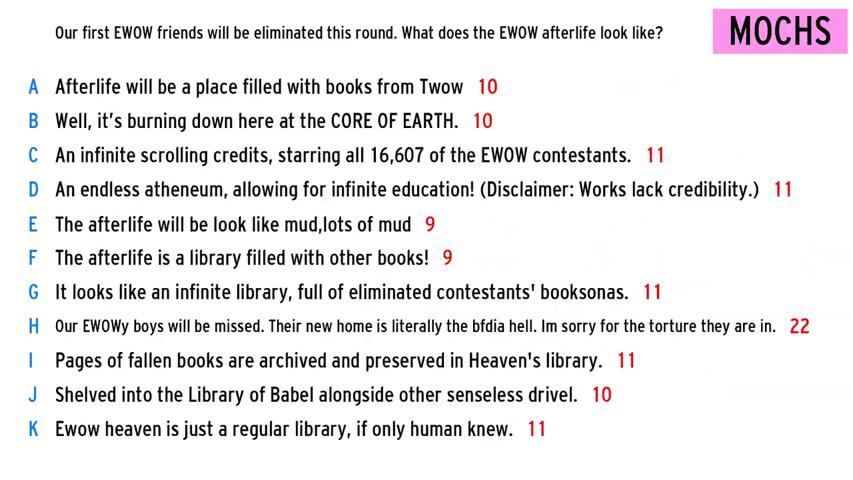 Our first EWOW friends will be eliminated this round. What does the EWOW afterlife look like?
MOCHS
A Afterlife will be a place filled with books from Twow 10
B Well, it's burning down here at the CORE OF EARTH. 10
C An infinite scrolling credits, starring all 16,607 of the EWOW contestants. 11
D An endless atheneum, allowing for infinite education! (Disclaimer: Works lack credibility.) 11
E The afterlife will be look like mud,lots of mud 9
F The afterlife is a library filled with other books! 9
G It looks like an infinite library, full of eliminated contestants' booksonas. 11
H Our EWOWy boys will be missed. Their new home is literally the bfdia hell. Im sorry for the torture they are in. 22
I Pages of fallen books are archived and preserved in Heaven's library. 11
J Shelved into the Library of Babel alongside other senseless drivel. 10
K Ewow heaven is just a regular library, if only human knew. 11